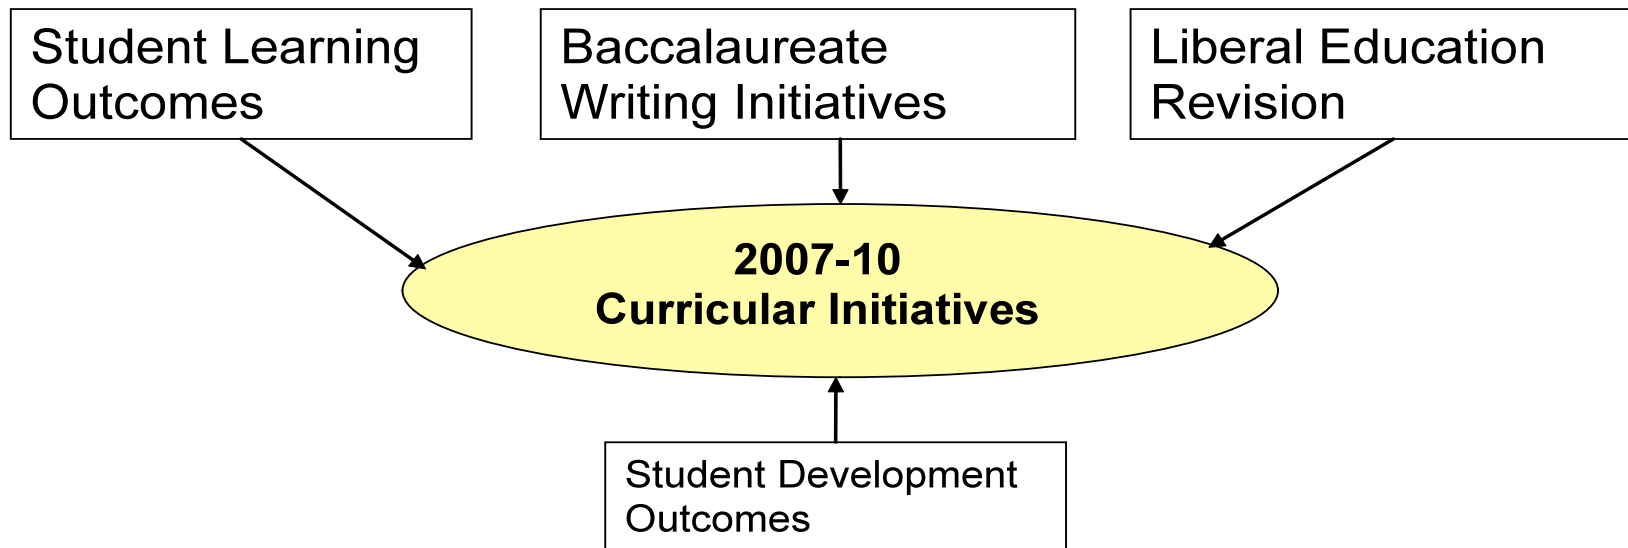 Student Learning
Outcomes
Baccalaureate
Writing Initiatives
Liberal Education
Revision
2007-10
Curricular Initiatives
Student Development
Outcomes